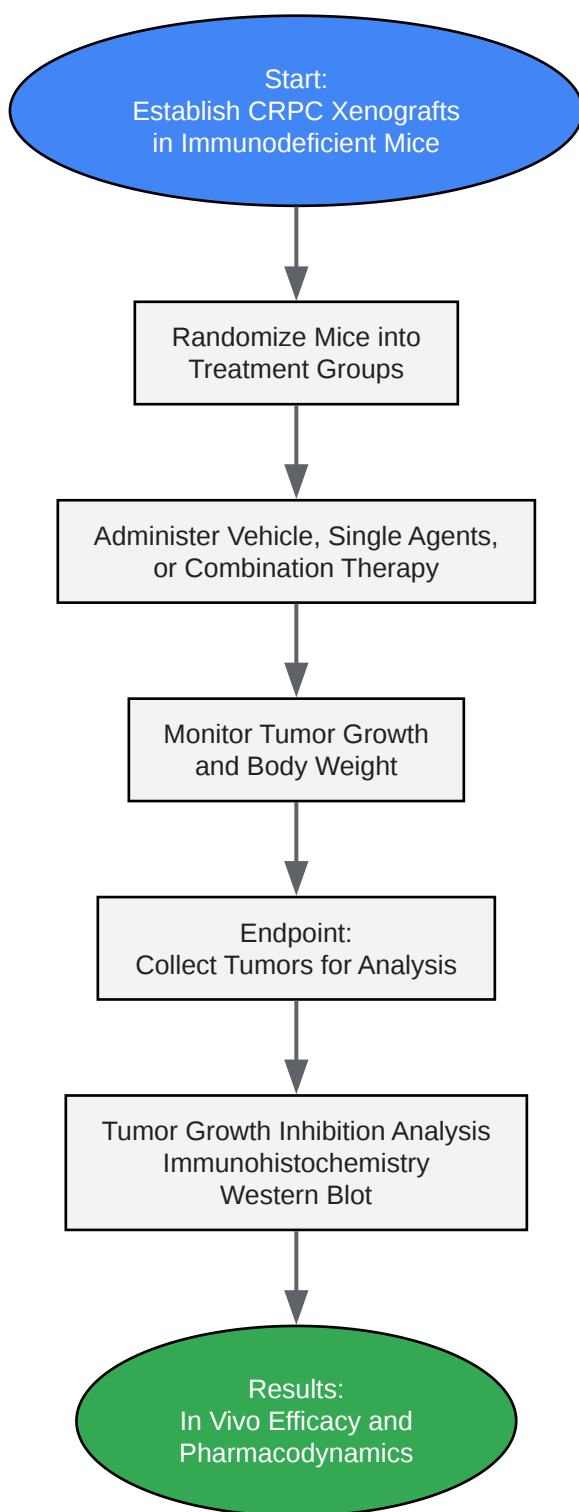 Start:
Establish CRPC Xenografts
in Immunodeficient Mice
Randomize Mice into
Treatment Groups
Administer Vehicle, Single Agents,
or Combination Therapy
Monitor Tumor Growth
and Body Weight
Endpoint:
Collect Tumors for Analysis
Tumor Growth Inhibition Analysis
Immunohistochemistry
Western Blot
Results:
In Vivo Efficacy and
Pharmacodynamics